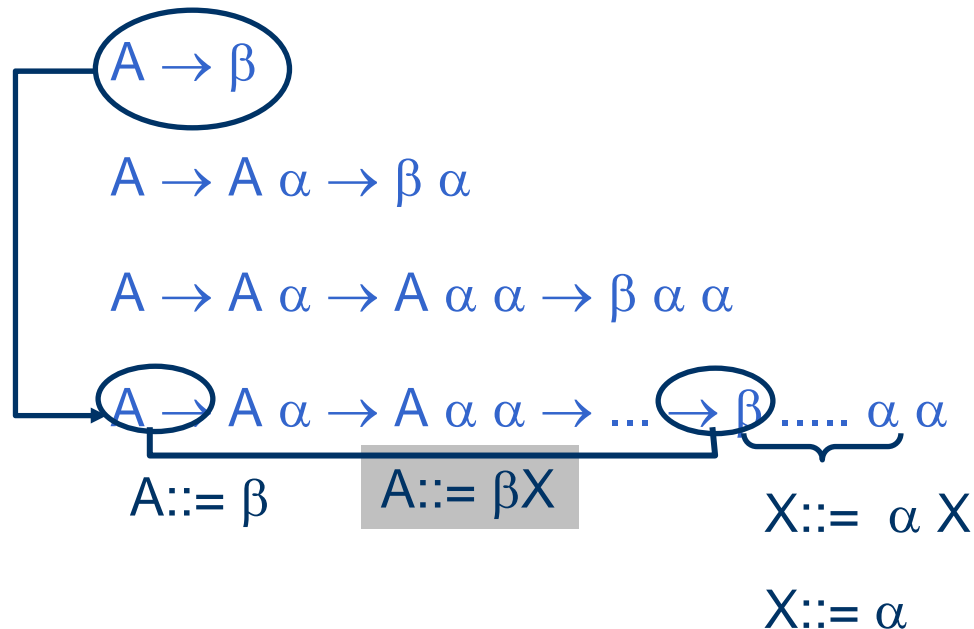 A → β
A → A α → β α
A → A α → A α α → β α α
A → A α → A α α → ... → β ..... α α
A::= β
A::= βX
X::= α X
X::= α